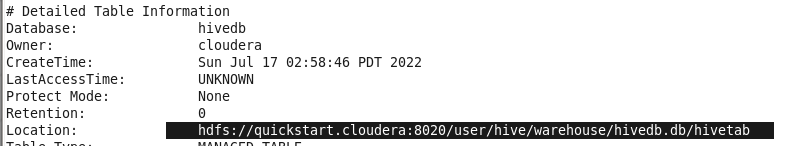 # Detailed Table Information
Database: hivedb
Owner: cloudera
CreateTime: Sun Jul 17 02:58:46 PDT 2022
LastAccessTime: UNKNOWN
Protect Mode: None
Retention: 0
Location: hdfs://quickstart.cloudera:8020/user/hive/warehouse/hivedb.db/hivetab
Table Type: MANAGED_TABLE